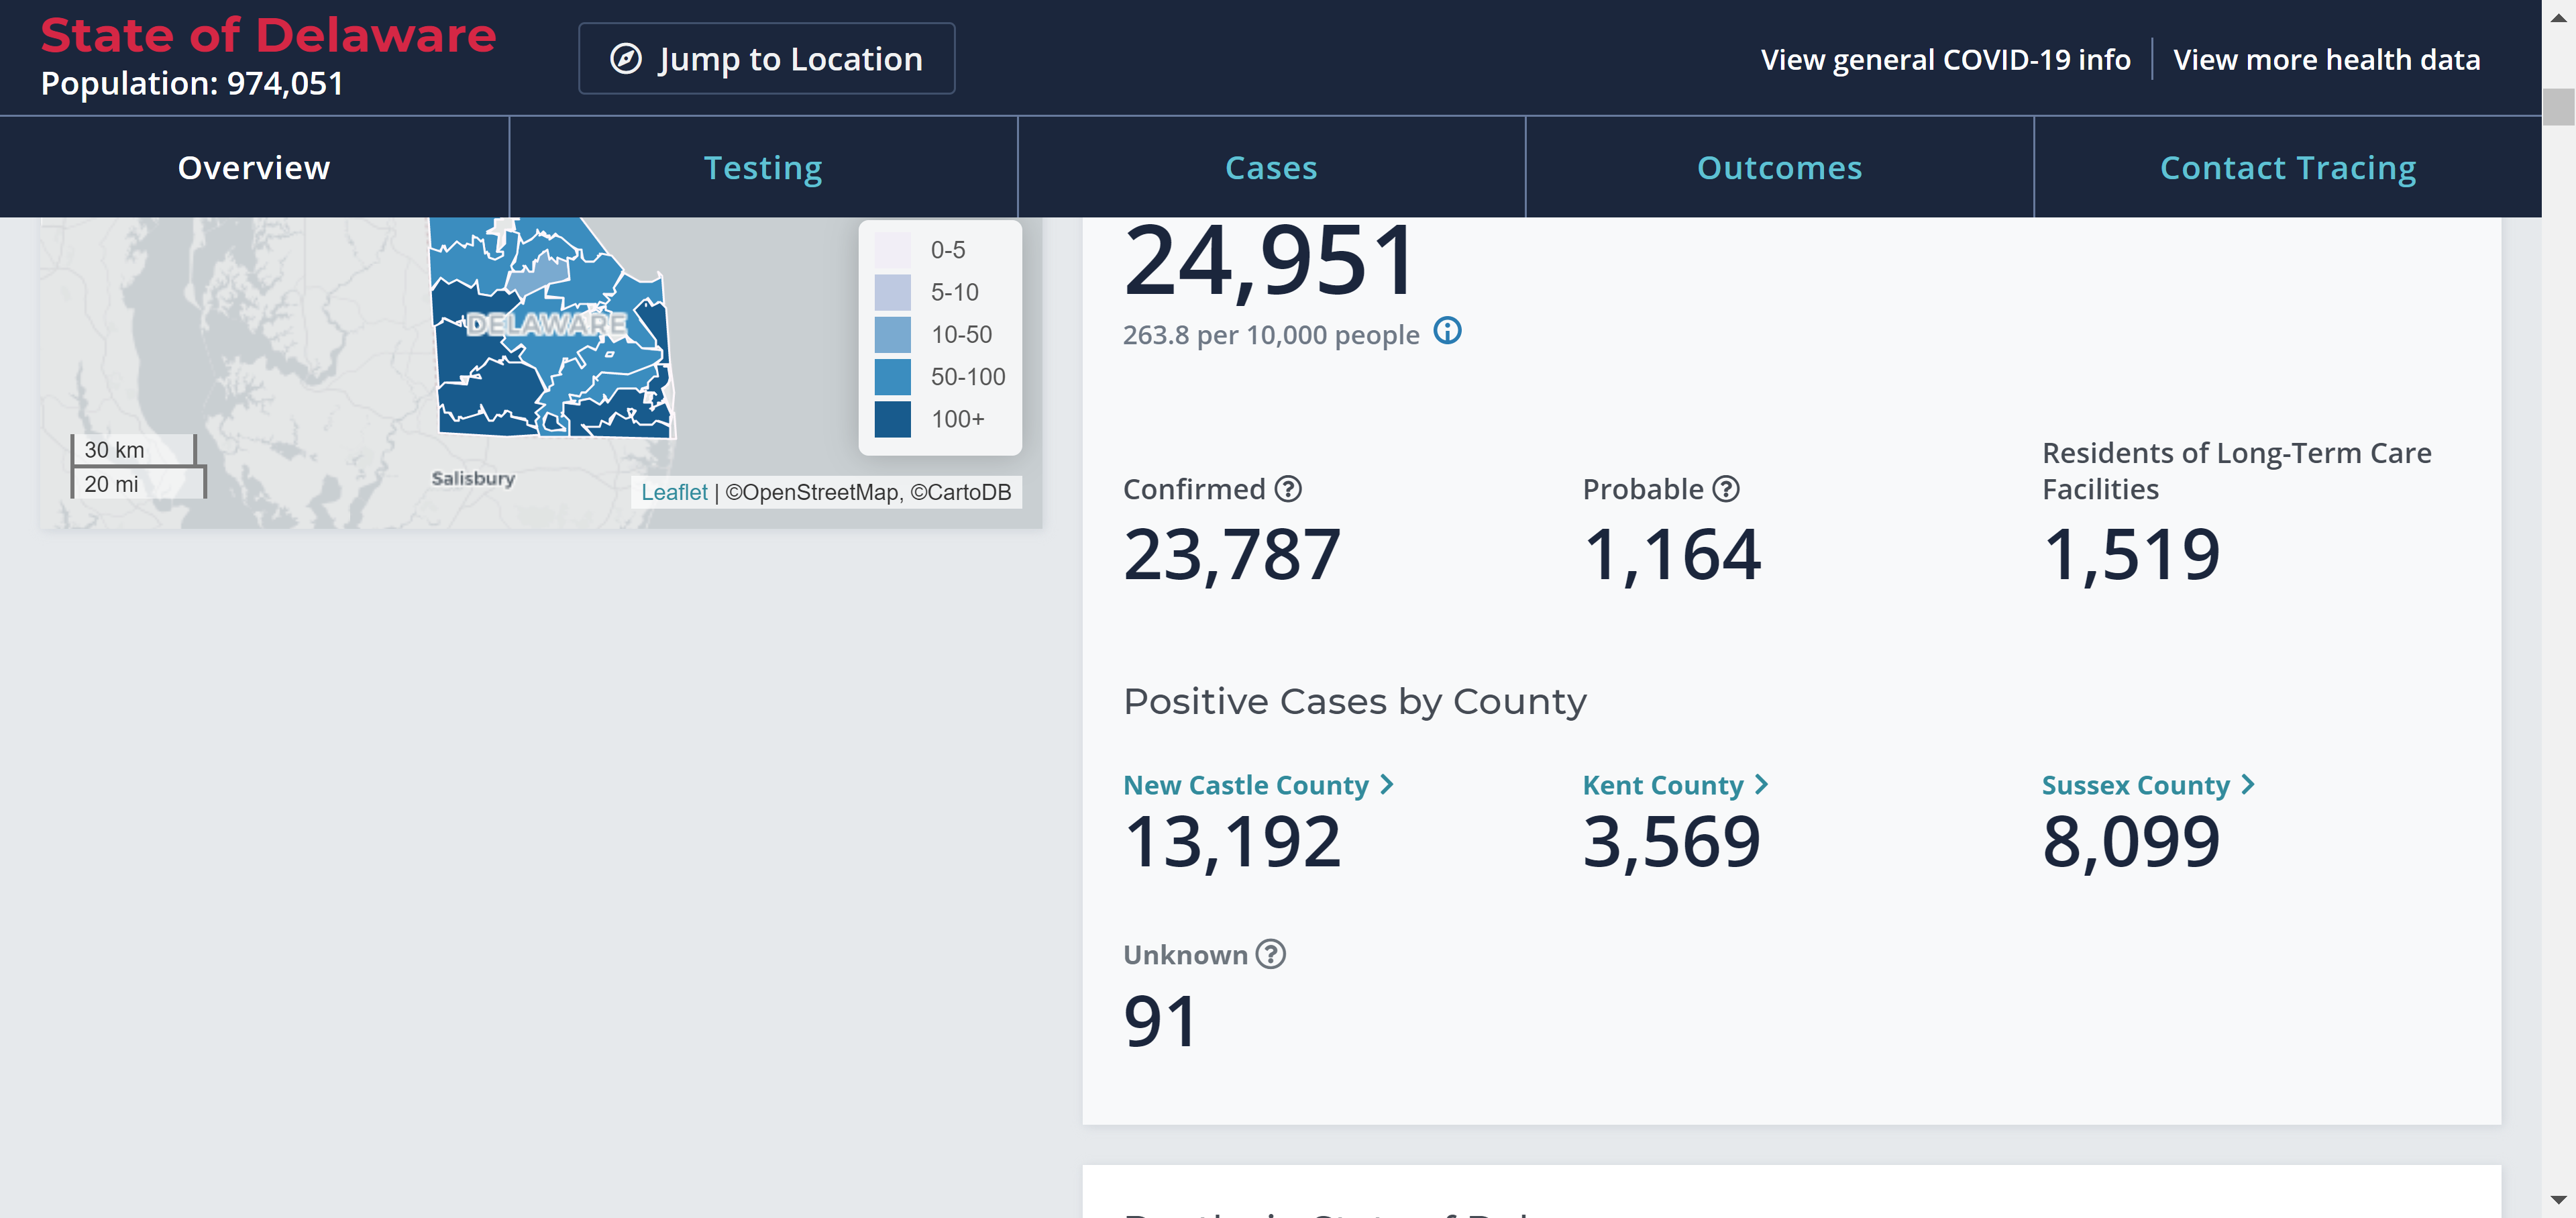 State of Delaware
Population: 974,051
Jump to Location
View general COVID-19 info
View more health data
Overview
Testing
Cases
Outcomes
Contact Tracing
DELAWARE
Salisbury
0-5
5-10
10-50
50-100
100+
30 km
20 mi
Leaflet | ©OpenStreetMap, ©CartoDB
24,951
263.8 per 10,000 people
Confirmed
23,787
Probable
1,164
Residents of Long-Term Care
Facilities
1,519
Positive Cases by County
New Castle County
13,192
Kent County
3,569
Sussex County
8,099
Unknown
91